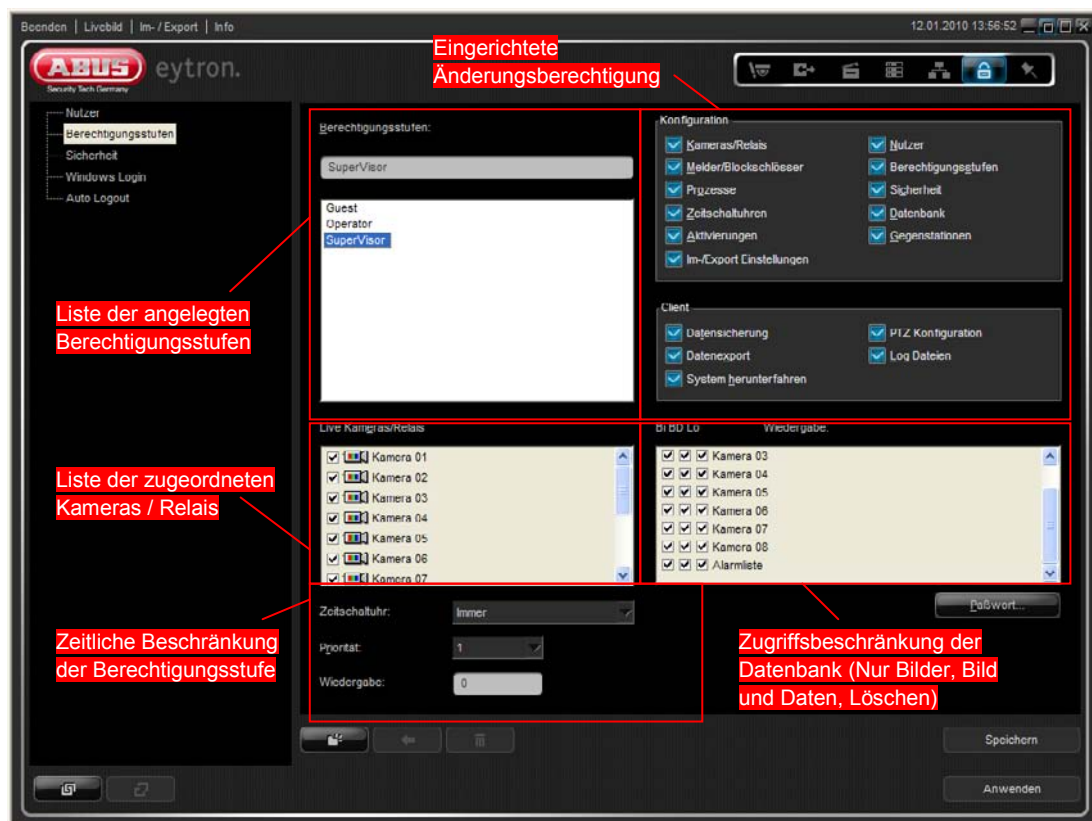 Beenden | Livebild | Im- / Export | Info
12.01.2010 13:56:52
ABUS
Security Tech Germany
eytron.
Eingerichtete
Änderungsberechtigung
Nutzer
Berechtigungsstufen
Sicherheit
Windows Login
Auto Logout
Berechtigungsstufen:
SuperVisor
Guest
Operator
SuperVisor
Konfiguration
Kameras/Relais
Nutzer
Melder/Blockschlösser
Berechtigungsstufen
Prozesse
Sicherheit
Zeitschaltuhren
Datenbank
Aktivierungen
Gegenstationen
Im-/Export Einstellungen
Client
Datensicherung
PTZ Konfiguration
Datenexport
Log Dateien
System herunterfahren
Liste der angelegten
Berechtigungsstufen
Live Kameras/Relais
Kamera 01
Kamera 02
Kamera 03
Kamera 04
Kamera 05
Kamera 06
Kamera 07
Bi BD Lö Wiedergabe:
Kamera 03
Kamera 04
Kamera 05
Kamera 06
Kamera 07
Kamera 08
Alarmliste
Liste der zugeordneten
Kameras / Relais
Zeitschaltuhr:
Immer
Priorität:
1
Wiedergabe:
0
Paßwort...
Zeitliche Beschränkung
der Berechtigungsstufe
Zugriffsbeschränkung der
Datenbank (Nur Bilder, Bild
und Daten, Löschen)
Speichern
Anwenden